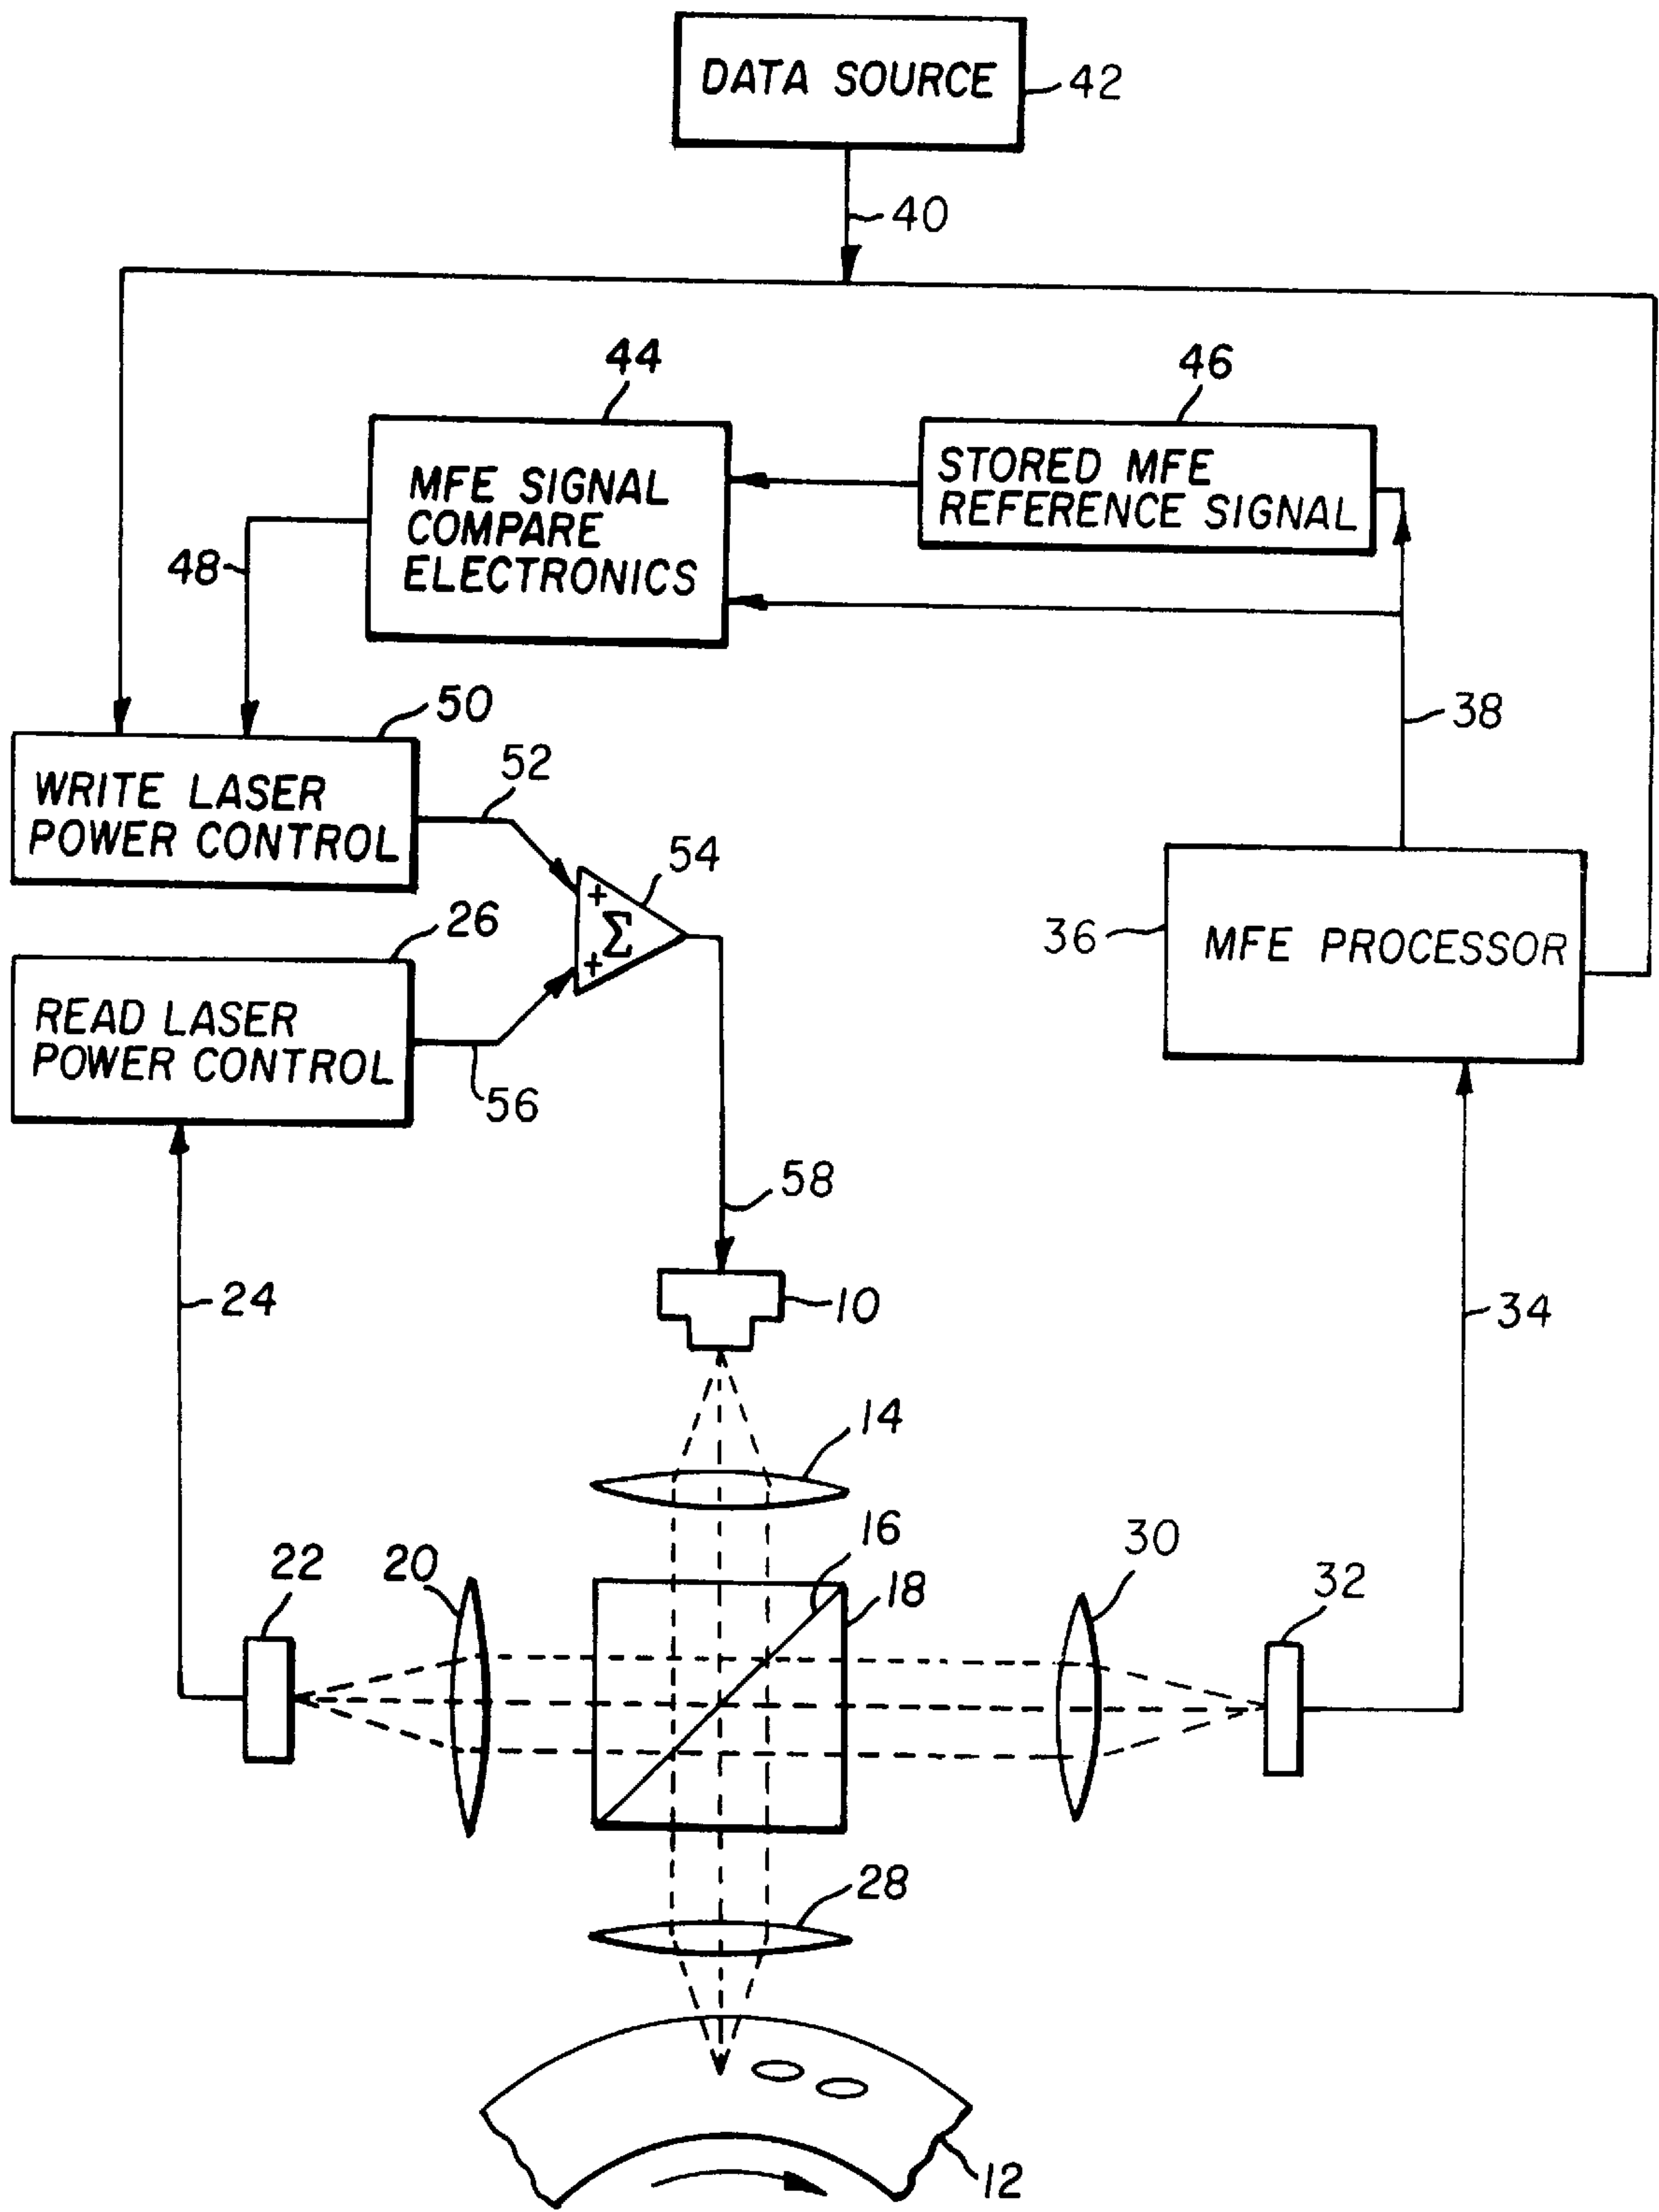 DATA SOURCE
42
40
44
46
MFE SIGNAL
COMPARE
ELECTRONICS
STORED MFE
REFERENCE SIGNAL
48
38
50
WRITE LASER
POWER CONTROL
52
54
+
Σ
+
26
READ LASER
POWER CONTROL
56
36
MFE PROCESSOR
58
24
10
34
14
16
18
22
20
30
32
28
12